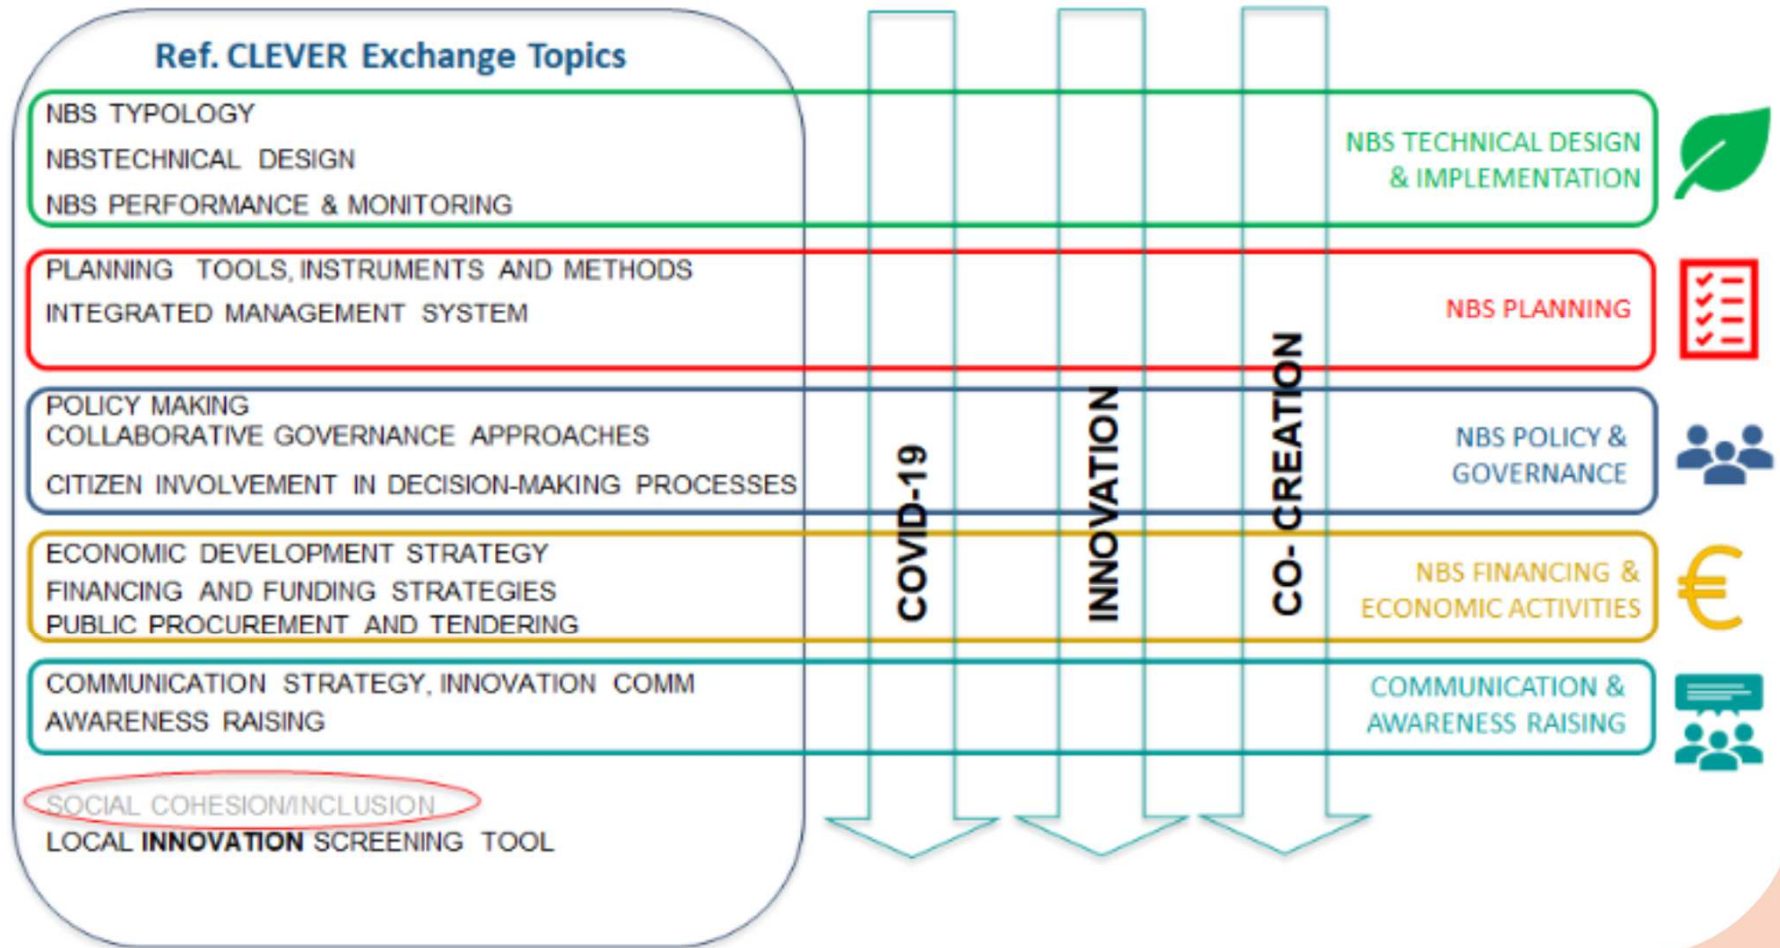 Ref. CLEVER Exchange Topics
NBS TYPOLOGY
NBSTECHNICAL DESIGN
NBS PERFORMANCE & MONITORING
NBS TECHNICAL DESIGN
& IMPLEMENTATION
PLANNING TOOLS, INSTRUMENTS AND METHODS
INTEGRATED MANAGEMENT SYSTEM
NBS PLANNING
POLICY MAKING
COLLABORATIVE GOVERNANCE APPROACHES
CITIZEN INVOLVEMENT IN DECISION-MAKING PROCESSES
NBS POLICY &
GOVERNANCE
ECONOMIC DEVELOPMENT STRATEGY
FINANCING AND FUNDING STRATEGIES
PUBLIC PROCUREMENT AND TENDERING
NBS FINANCING &
ECONOMIC ACTIVITIES
€
COMMUNICATION STRATEGY, INNOVATION COMM
AWARENESS RAISING
COMMUNICATION &
AWARENESS RAISING
SOCIAL COHESION/INCLUSION
LOCAL INNOVATION SCREENING TOOL
COVID-19
INNOVATION
CO- CREATION